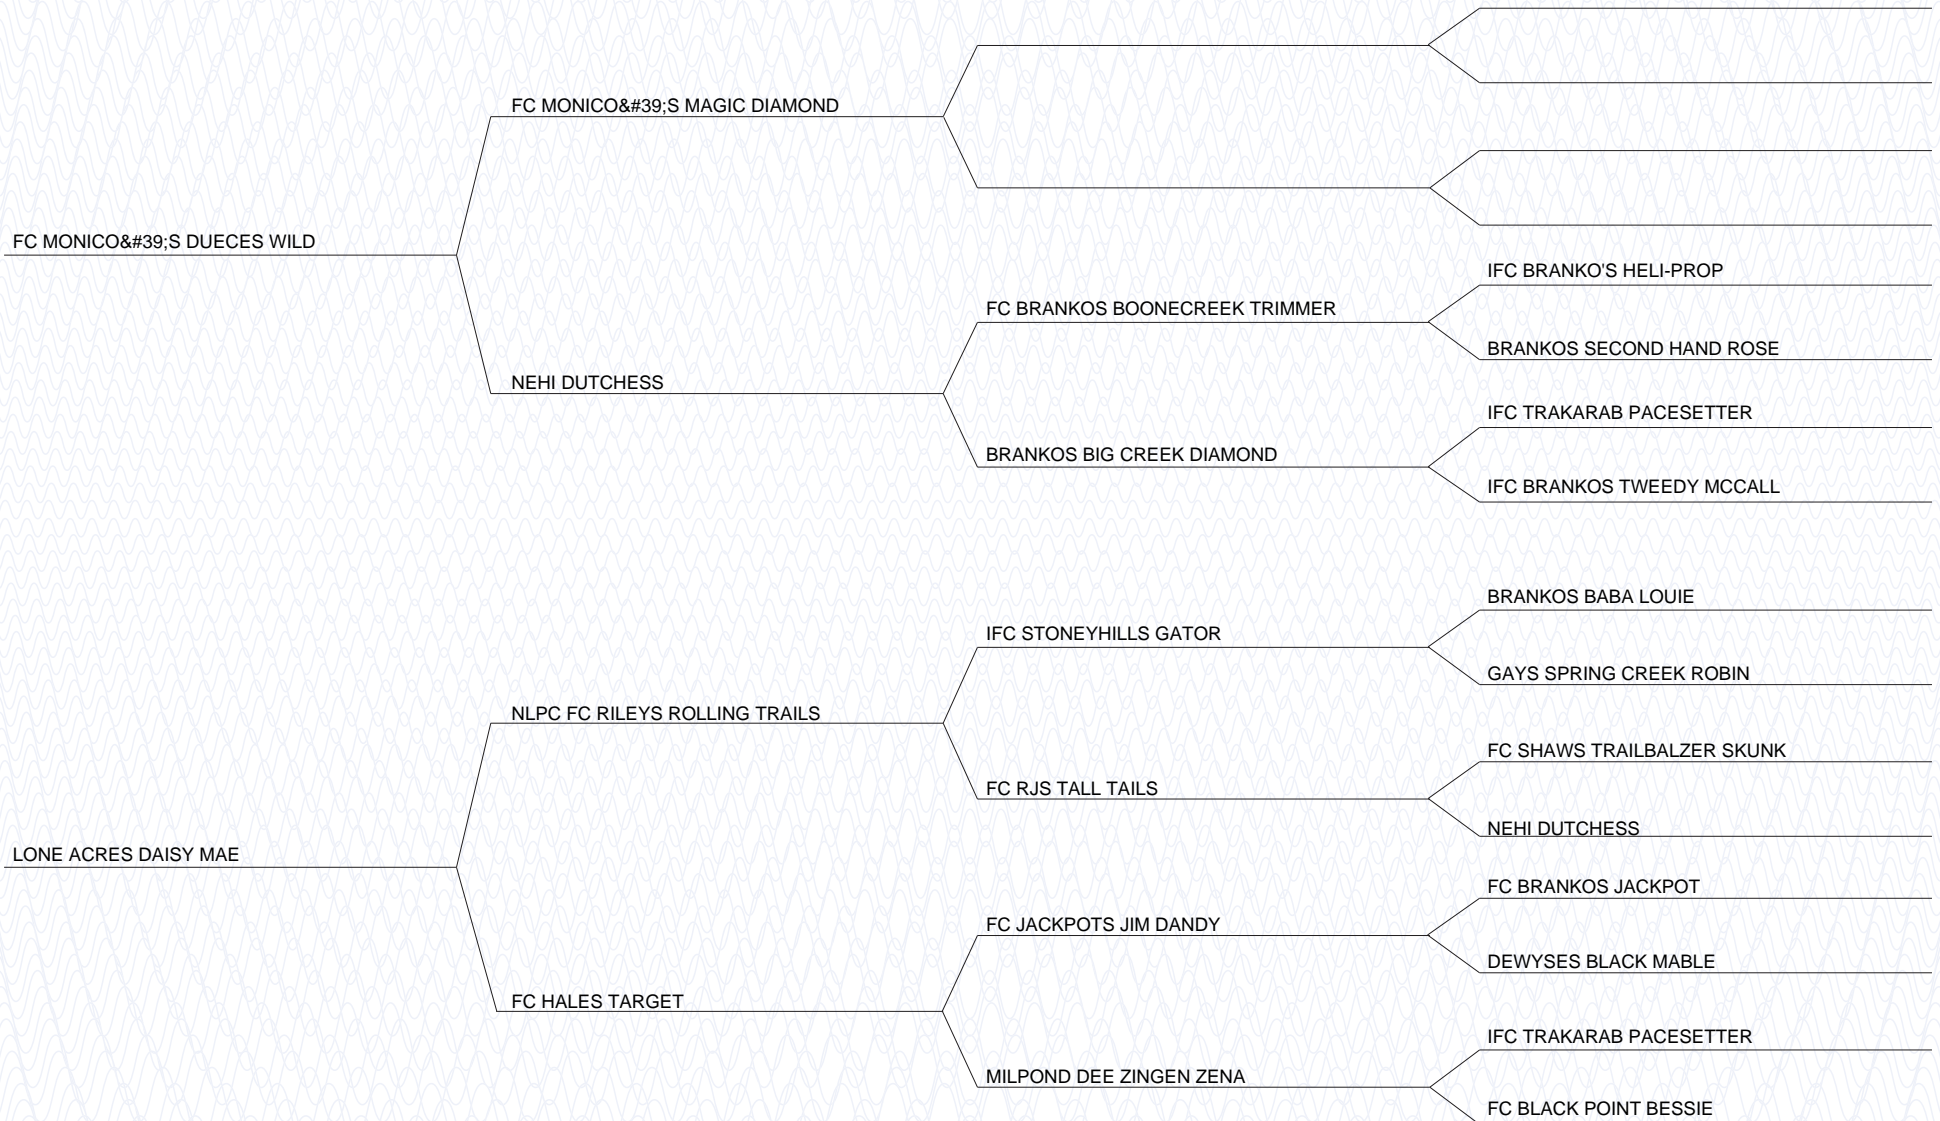 FC MONICO&#39;S MAGIC DIAMOND
FC MONICO&#39;S DUECES WILD
IFC BRANKO'S HELI-PROP
FC BRANKOS BOONECREEK TRIMMER
BRANKOS SECOND HAND ROSE
NEHI DUTCHESS
IFC TRAKARAB PACESETTER
BRANKOS BIG CREEK DIAMOND
IFC BRANKOS TWEEDY MCCALL
BRANKOS BABA LOUIE
IFC STONEYHILLS GATOR
GAYS SPRING CREEK ROBIN
NLPC FC RILEYS ROLLING TRAILS
FC SHAWS TRAILBALZER SKUNK
FC RJS TALL TAILS
NEHI DUTCHESS
LONE ACRES DAISY MAE
FC BRANKOS JACKPOT
FC JACKPOTS JIM DANDY
DEWYSES BLACK MABLE
FC HALES TARGET
IFC TRAKARAB PACESETTER
MILPOND DEE ZINGEN ZENA
FC BLACK POINT BESSIE